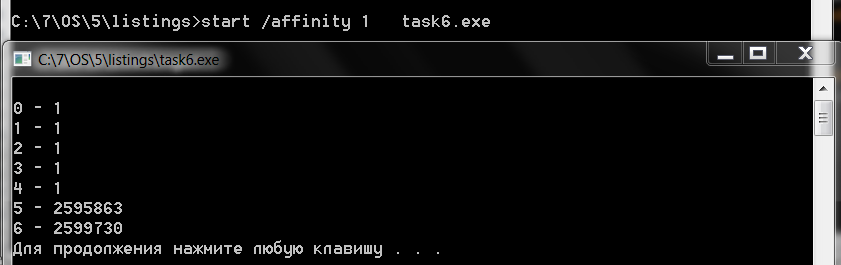 C:\7\OS\5\listings>start /affinity 1   task6.exe
C:\7\OS\5\listings\task6.exe
0 - 1
1 - 1
2 - 1
3 - 1
4 - 1
5 - 2595863
6 - 2599730
Для продолжения нажмите любую клавишу . . .